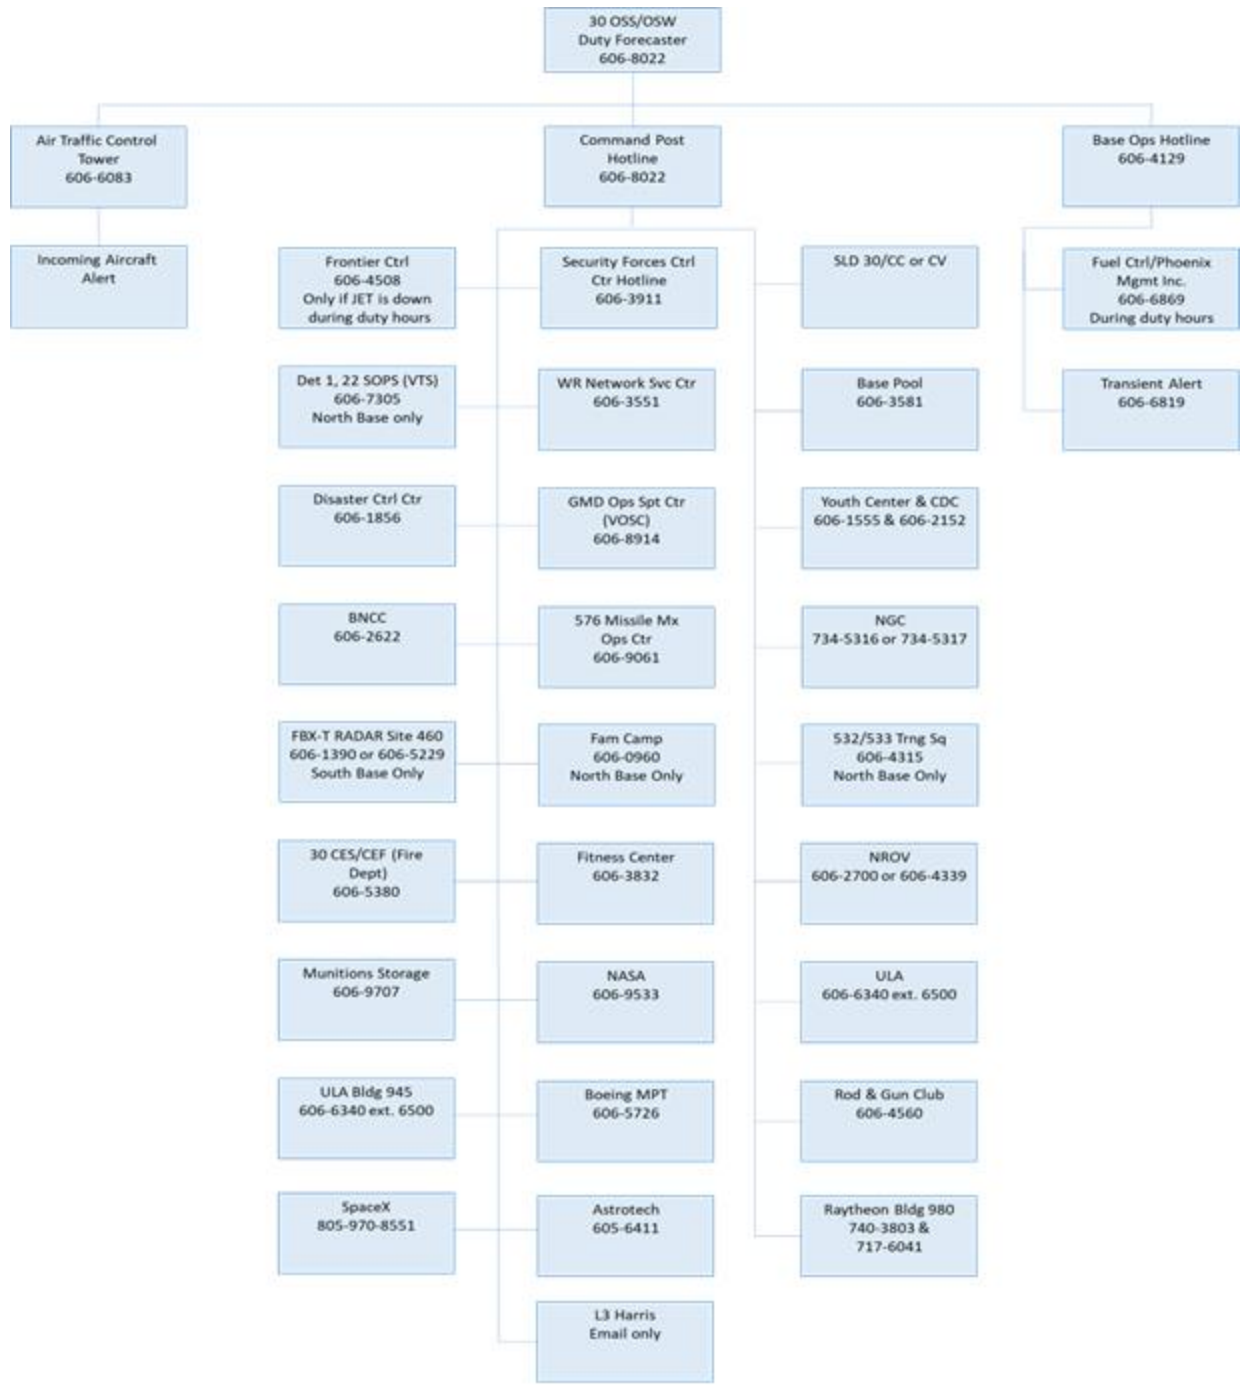 30 OSS/OSW
Duty Forecaster
606-8022
Air Traffic Control
Tower
606-6083
Command Post
Hotline
606-8022
Base Ops Hotline
606-4129
Incoming Aircraft
Alert
Frontier Ctrl
606-4508
Only if JET is down
during duty hours
Security Forces Ctrl
Ctr Hotline
606-3911
SLD 30/CC or CV
Fuel Ctrl/Phoenix
Mgmt Inc.
606-6869
During duty hours
Det 1, 22 SOPS (VTS)
606-7305
North Base only
WR Network Svc Ctr
606-3551
Base Pool
606-3581
Transient Alert
606-6819
Disaster Ctrl Ctr
606-1856
GMD Ops Spt Ctr
(VOSC)
606-8914
Youth Center & CDC
606-1555 & 606-2152
BNCC
606-2622
576 Missile Mx
Ops Ctr
606-9061
NGC
734-5316 or 734-5317
FBX-T RADAR Site 460
606-1390 or 606-5229
South Base Only
Fam Camp
606-0960
North Base Only
532/533 Trng Sq
606-4315
North Base Only
30 CES/CEF (Fire
Dept)
606-5380
Fitness Center
606-3832
NROV
606-2700 or 606-4339
Munitions Storage
606-9707
NASA
606-9533
ULA
606-6340 ext. 6500
ULA Bldg 945
606-6340 ext. 6500
Boeing MPT
606-5726
Rod & Gun Club
606-4560
SpaceX
805-970-8551
Astrotech
605-6411
Raytheon Bldg 980
740-3803 &
717-6041
L3 Harris
Email only